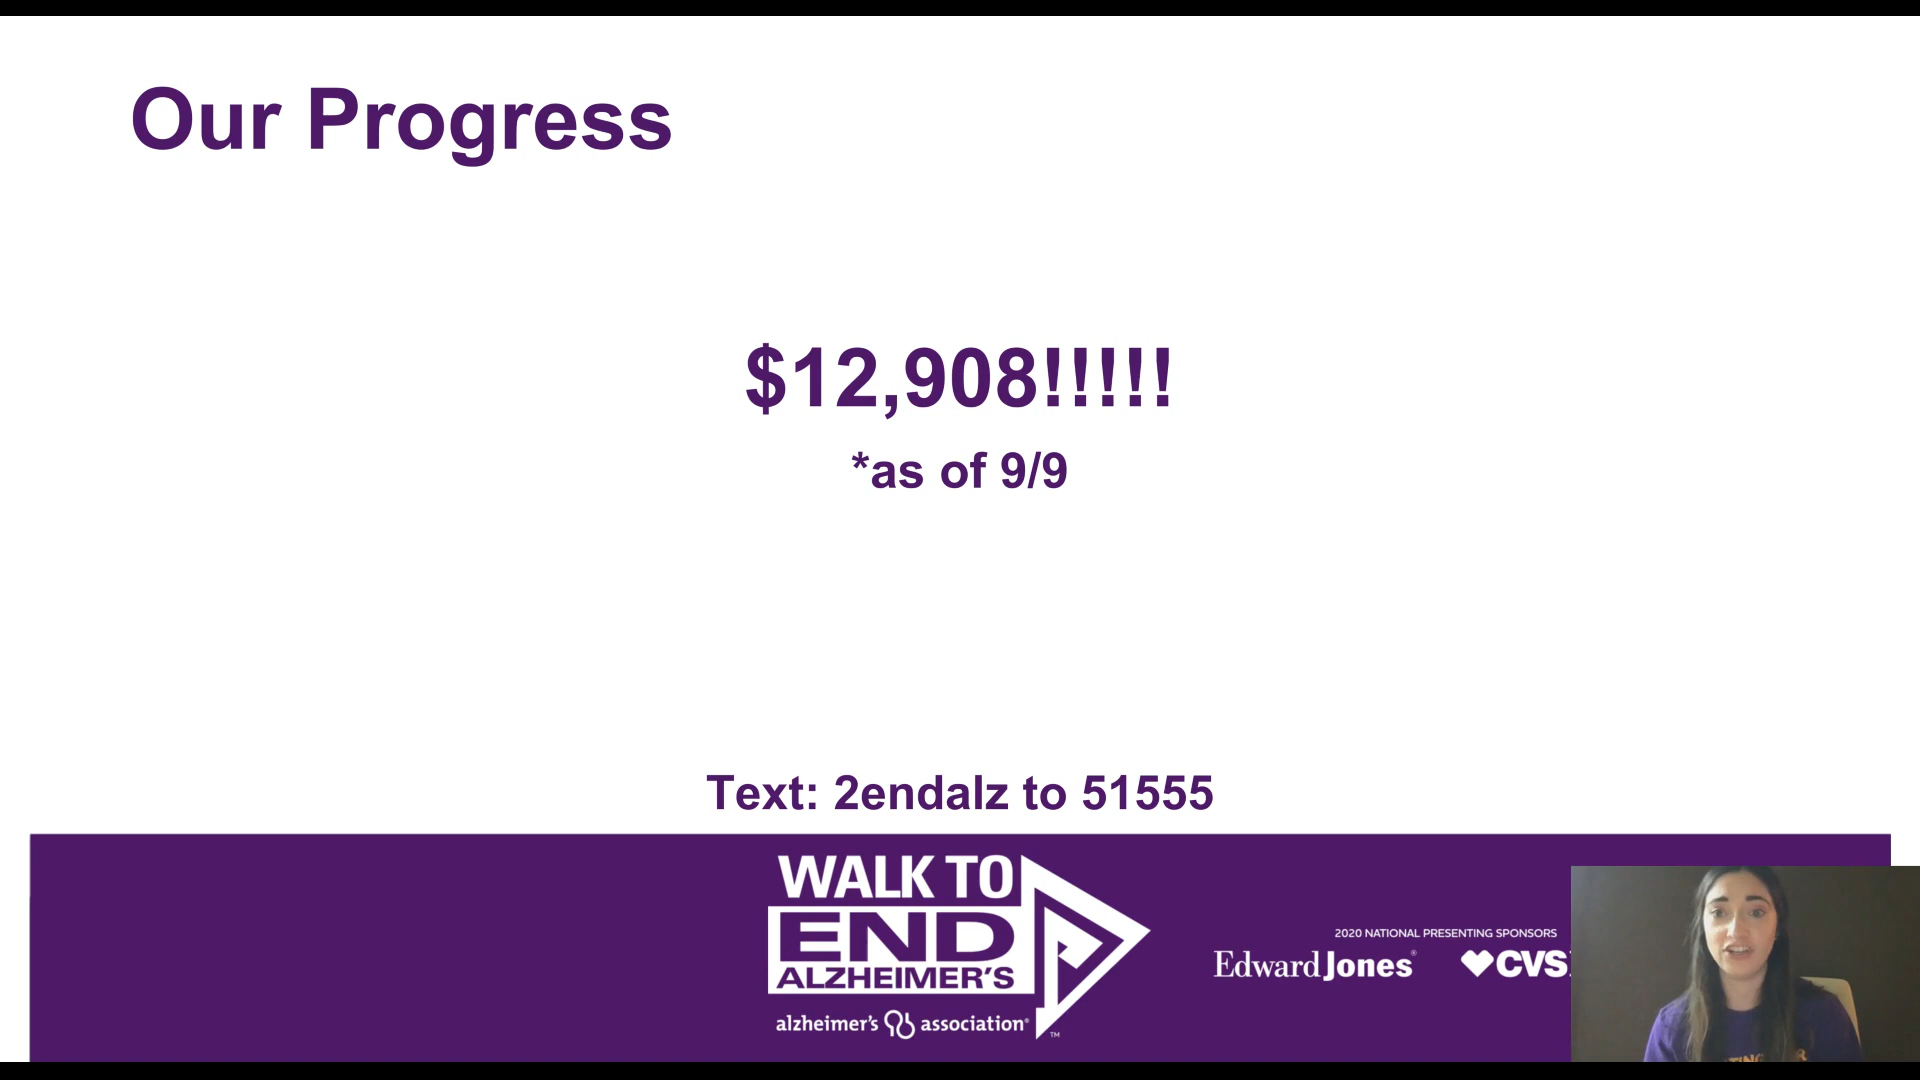 Our Progress
$12,908!!!!!
*as of 9/9
Text: 2endalz to 51555
WALK TO
END
ALZHEIMER'S
alzheimer's association®
™
2020 NATIONAL PRESENTING SPONSORS
Edward Jones®
CVS